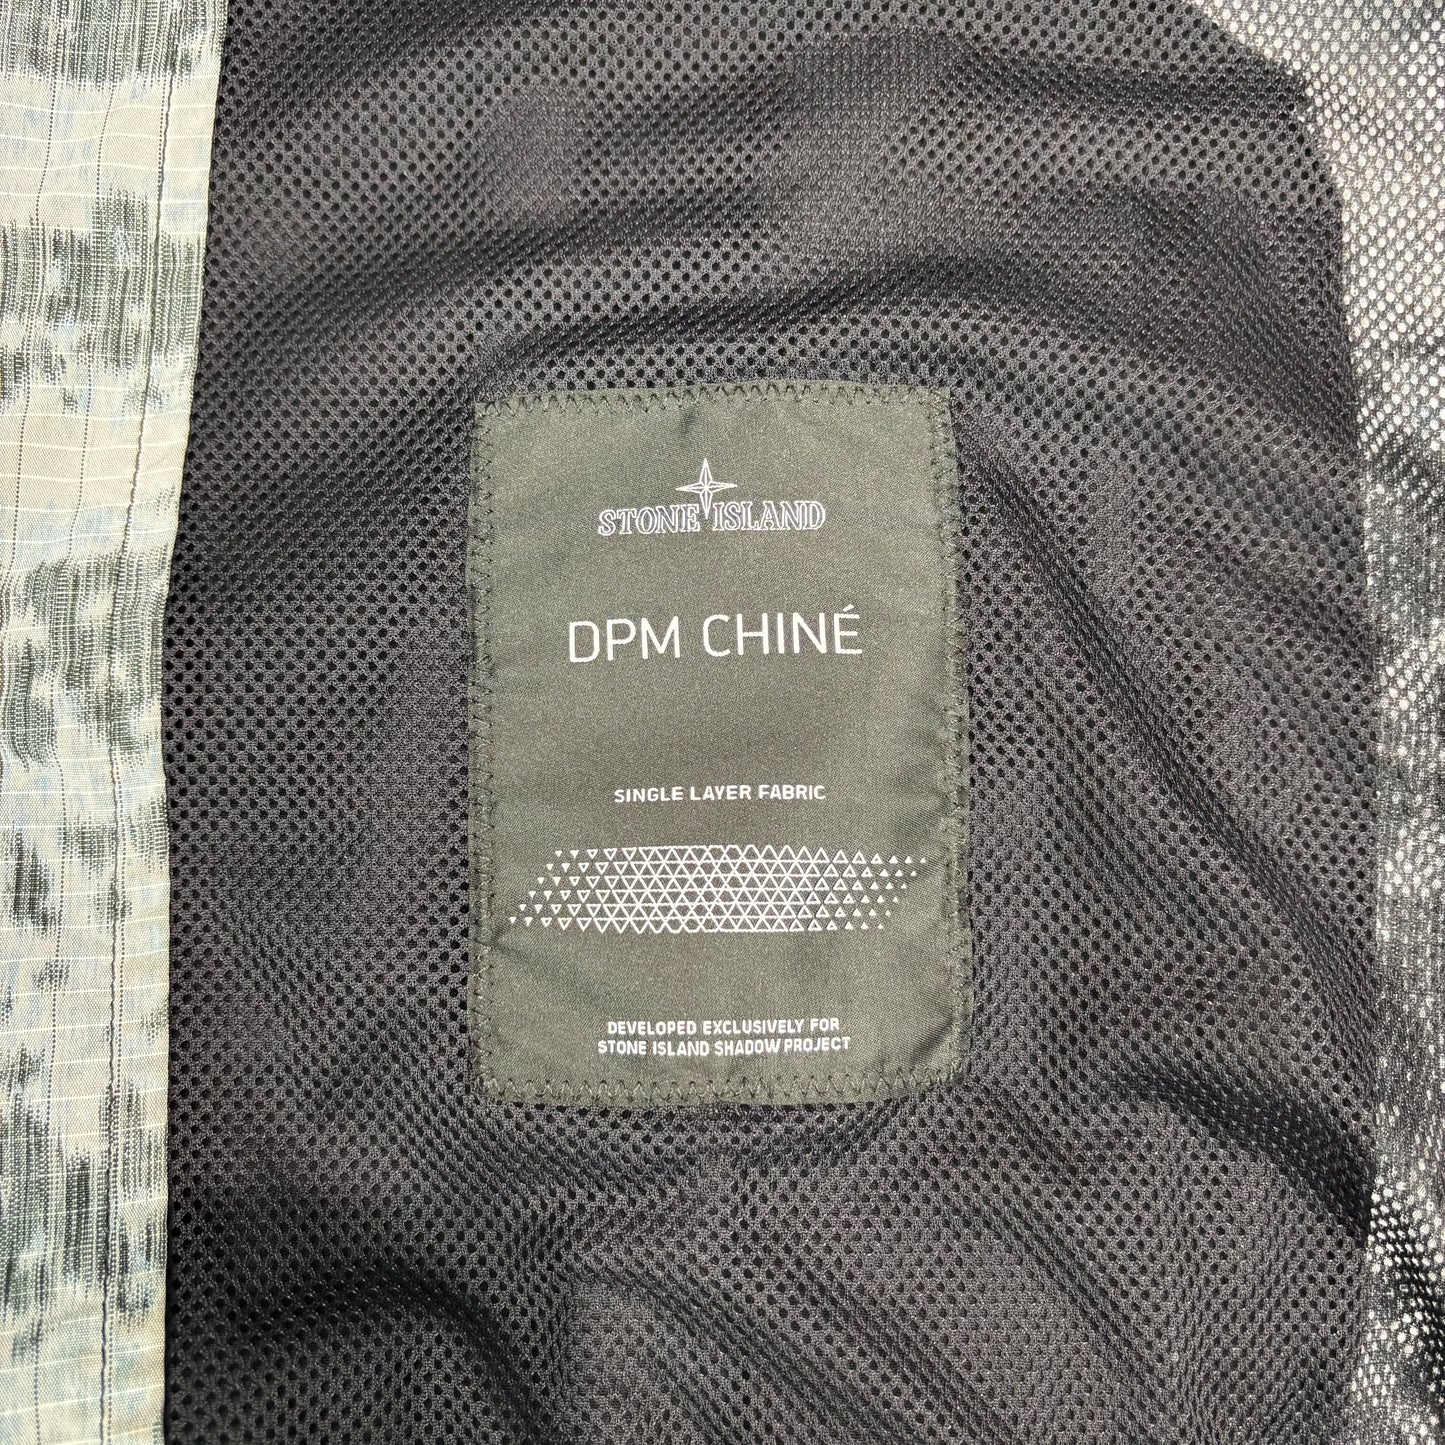 STONE ISLAND
DPM CHINÉ
SINGLE LAYER FABRIC
DEVELOPED EXCLUSIVELY FOR
STONE ISLAND SHADOW PROJECT